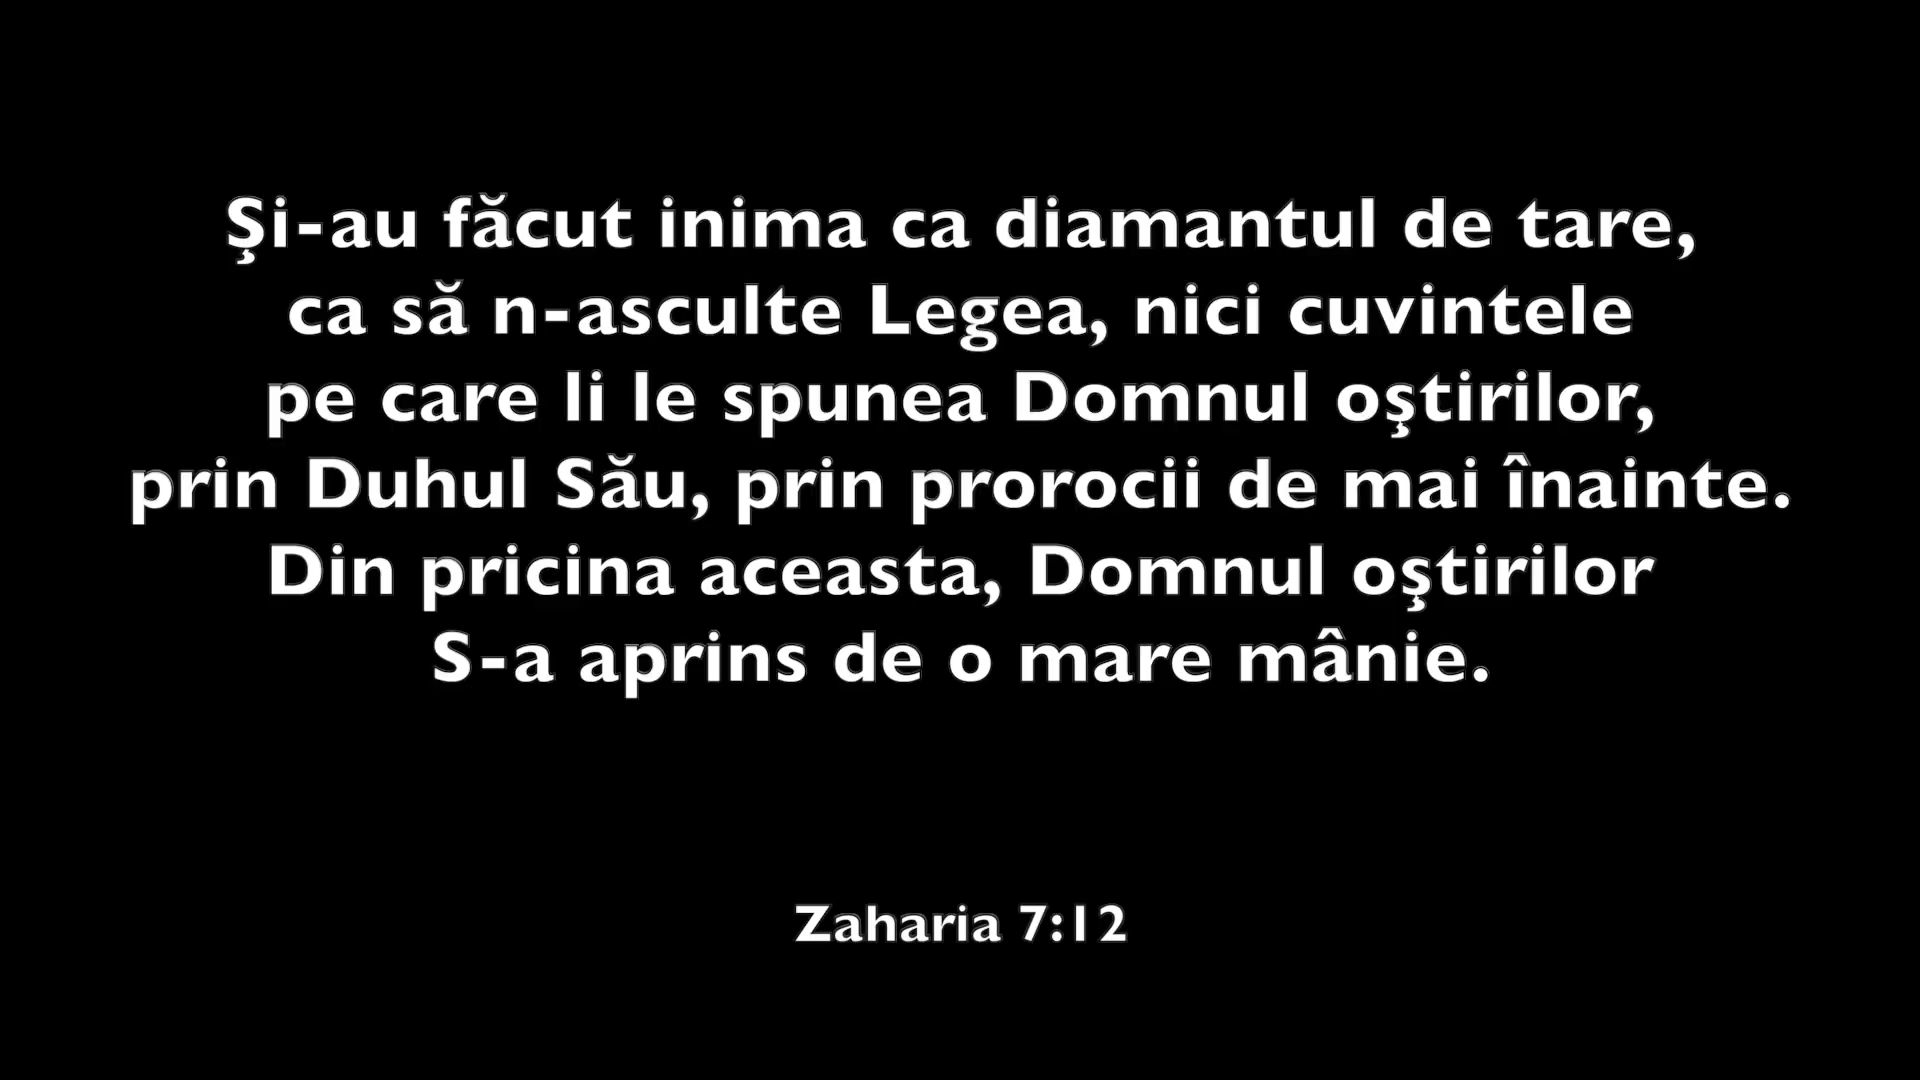 Şi-au făcut inima ca diamantul de tare,
ca să n-asculte Legea, nici cuvintele
pe care li le spunea Domnul oştirilor,
prin Duhul Său, prin prorocii de mai înainte.
Din pricina aceasta, Domnul oştirilor
S-a aprins de o mare mânie.
Zaharia 7:12